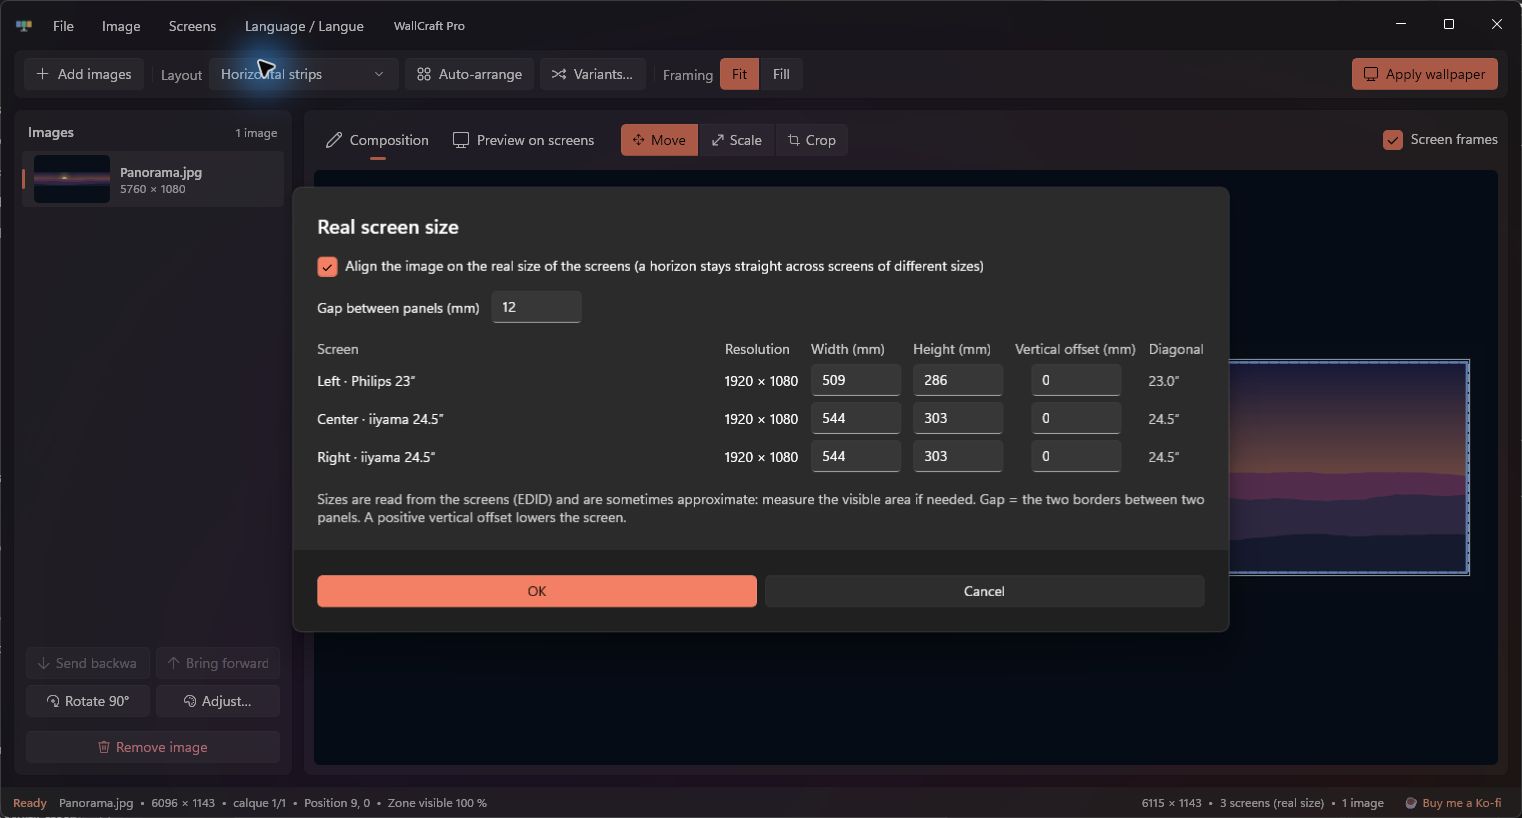 File Image Screens Language / Langue WallCraft Pro
Add images Layout Horizontal strips Auto-arrange Variants... Framing Fit Fill Apply wallpaper
Images 1 image
Panorama.jpg
5760 × 1080
Composition Preview on screens Move Scale Crop Screen frames
Real screen size
Align the image on the real size of the screens (a horizon stays straight across screens of different sizes)
Gap between panels (mm) 12
Screen Resolution Width (mm) Height (mm) Vertical offset (mm) Diagonal
Left · Philips 23" 1920 × 1080 509 286 0 23.0"
Center · iiyama 24.5" 1920 × 1080 544 303 0 24.5"
Right · iiyama 24.5" 1920 × 1080 544 303 0 24.5"
Sizes are read from the screens (EDID) and are sometimes approximate: measure the visible area if needed. Gap = the two borders between two
panels. A positive vertical offset lowers the screen.
OK Cancel
Send backwa Bring forward
Rotate 90° Adjust...
Remove image
Ready Panorama.jpg • 6096 × 1143 • calque 1/1 • Position 9, 0 • Zone visible 100 % 6115 × 1143 • 3 screens (real size) • 1 image Buy me a Ko-fi